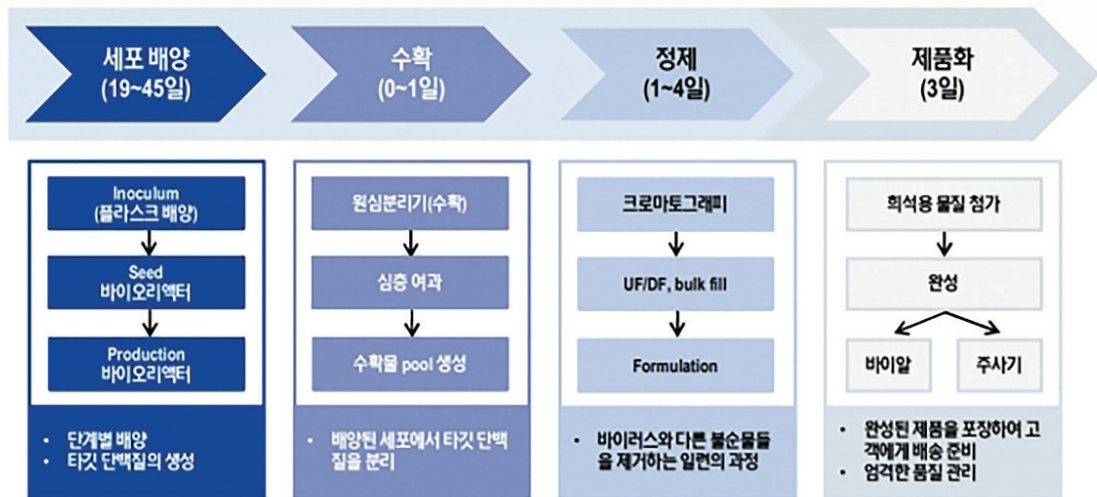 세포 배양
(19~45일)
수확
(0~1일)
정제
(1~4일)
제품화
(3일)
Inoculum
(플라스크 배양)
Seed
바이오리액터
Production
바이오리액터
• 단계별 배양
• 타깃 단백질의 생성
원심분리기(수확)
심층 여과
수확물 pool 생성
• 배양된 세포에서 타깃 단백
질을 분리
크로마토그래피
UF/DF, bulk fill
Formulation
• 바이러스와 다른 불순물들
을 제거하는 일련의 과정
희석용 물질 첨가
완성
바이알
주사기
• 완성된 제품을 포장하여 고
객에게 배송 준비
• 엄격한 품질 관리